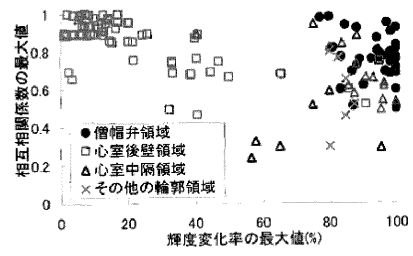 相互相関係数の最大値
1
0.8
0.6
0.4
0.2
0
●僧帽弁領域
□心室後壁領域
△心室中隔領域
×その他の輪郭領域
0 20 40 60 80 100
輝度変化率の最大値(%)